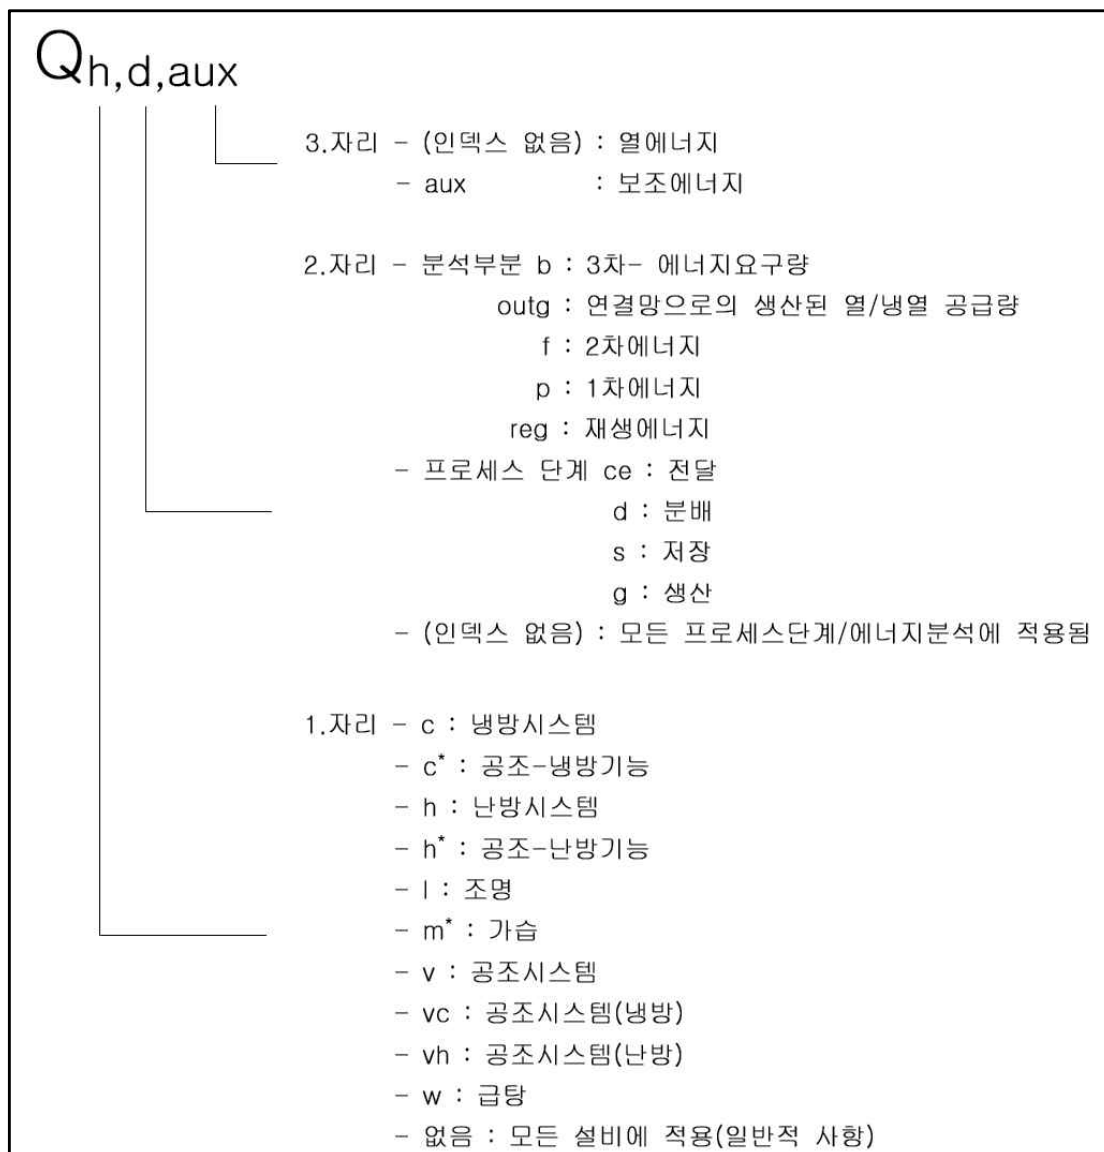 Qh,d,aux
3.자리 - (인덱스 없음) : 열에너지
- aux : 보조에너지
2.자리 - 분석부분 b : 3차- 에너지요구량
outg : 연결망으로의 생산된 열/냉열 공급량
f : 2차에너지
p : 1차에너지
reg : 재생에너지
- 프로세스 단계 ce : 전달
d : 분배
s : 저장
g : 생산
- (인덱스 없음) : 모든 프로세스단계/에너지분석에 적용됨
1.자리 - c : 냉방시스템
- c* : 공조-냉방기능
- h : 난방시스템
- h* : 공조-난방기능
- l : 조명
- m* : 가습
- v : 공조시스템
- vc : 공조시스템(냉방)
- vh : 공조시스템(난방)
- w : 급탕
- 없음 : 모든 설비에 적용(일반적 사항)